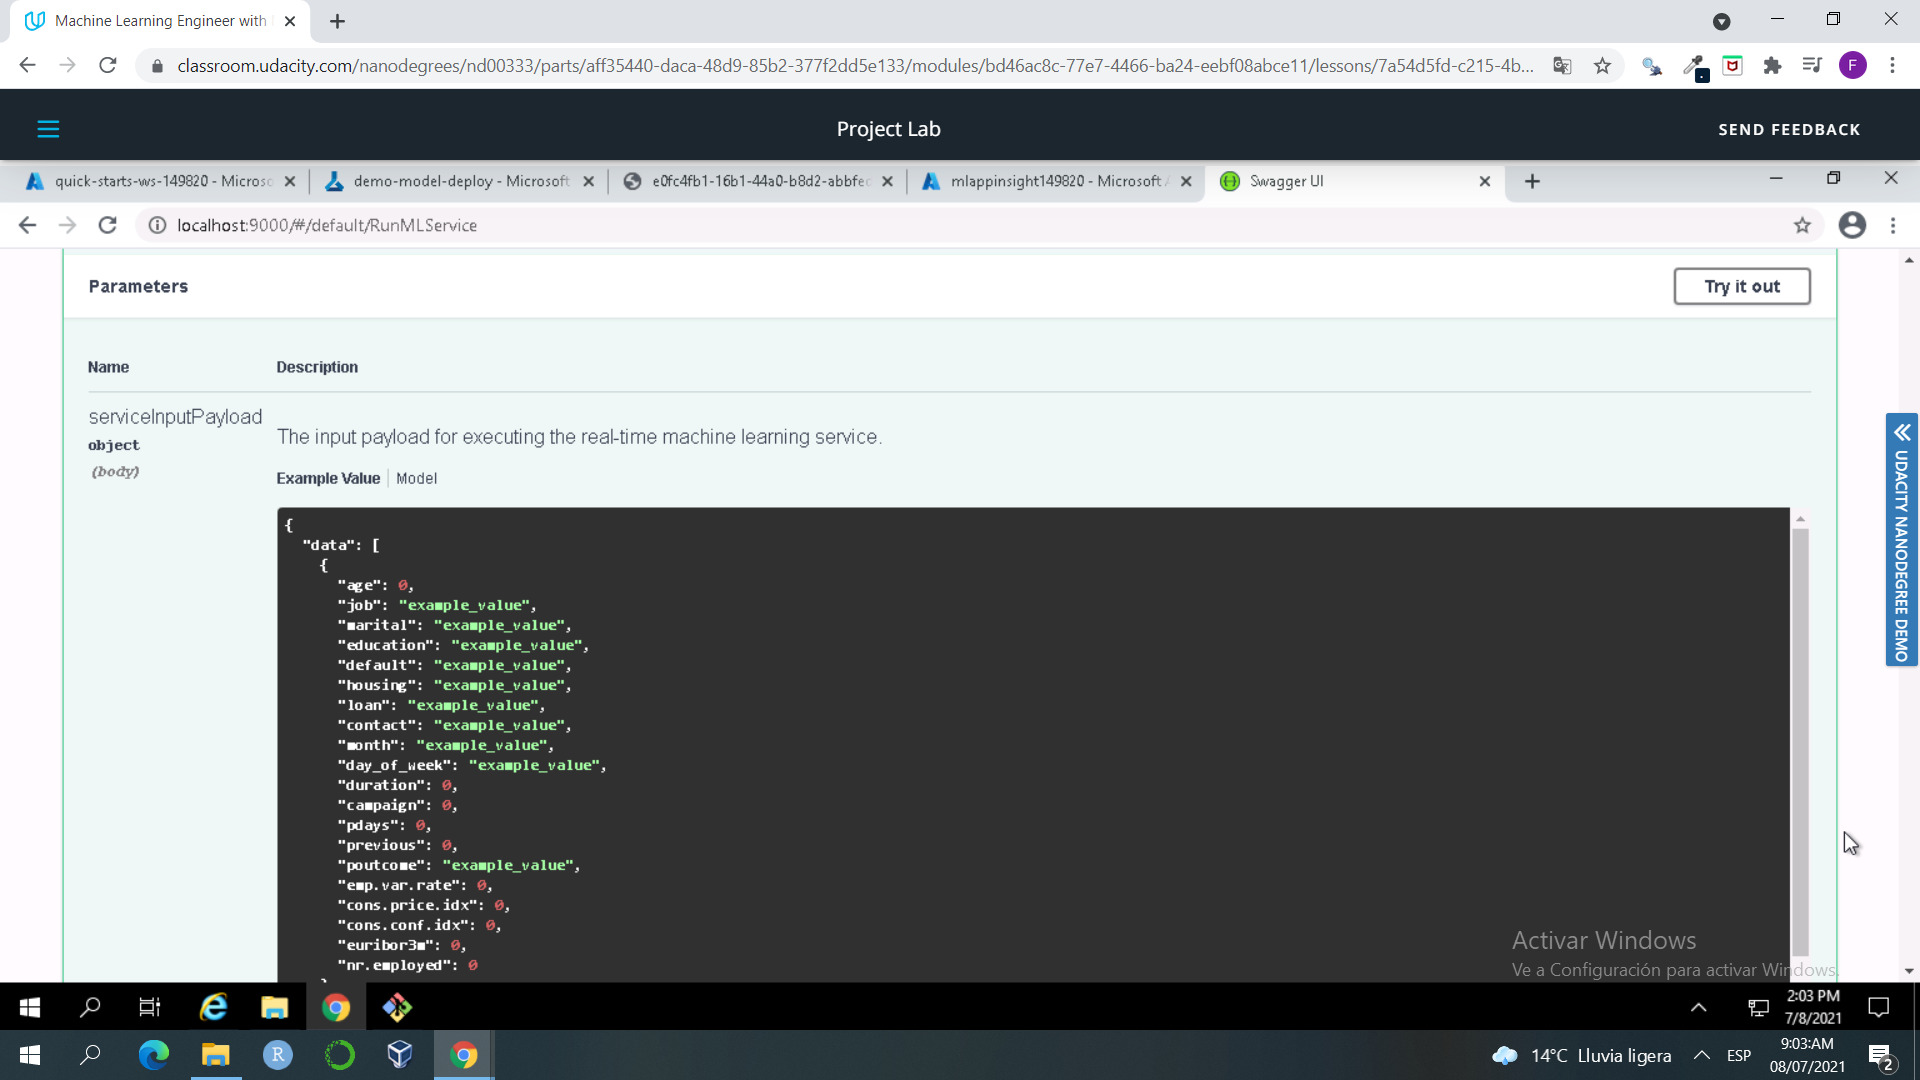 Machine Learning Engineer with
classroom.udacity.com/nanodegrees/nd00333/parts/aff35440-daca-48d9-85b2-377f2dd5e133/modules/bd46ac8c-77e7-4466-ba24-eebf08abce11/lessons/7a54d5fd-c215-4b...
F
Project Lab
SEND FEEDBACK
quick-starts-ws-149820 - Microso
demo-model-deploy - Microsoft
e0fc4fb1-16b1-44a0-b8d2-abbfec
mlappinsight149820 - Microsoft A
Swagger UI
localhost:9000/#/default/RunMLService
Parameters
Try it out
Name
Description
serviceInputPayload
object
(body)
The input payload for executing the real-time machine learning service.
Example Value
Model
{
"data": [
{
"age": 0,
"job": "example_value",
"marital": "example_value",
"education": "example_value",
"default": "example_value",
"housing": "example_value",
"loan": "example_value",
"contact": "example_value",
"month": "example_value",
"day_of_week": "example_value",
"duration": 0,
"campaign": 0,
"pdays": 0,
"previous": 0,
"poutcome": "example_value",
"emp.var.rate": 0,
"cons.price.idx": 0,
"cons.conf.idx": 0,
"euribor3m": 0,
"nr.employed": 0
UDACITY NANODEGREE DEMO
Activar Windows
Ve a Configuración para activar Windows.
2:03 PM
7/8/2021
R
14°C Lluvia ligera
ESP
9:03:AM
08/07/2021
2